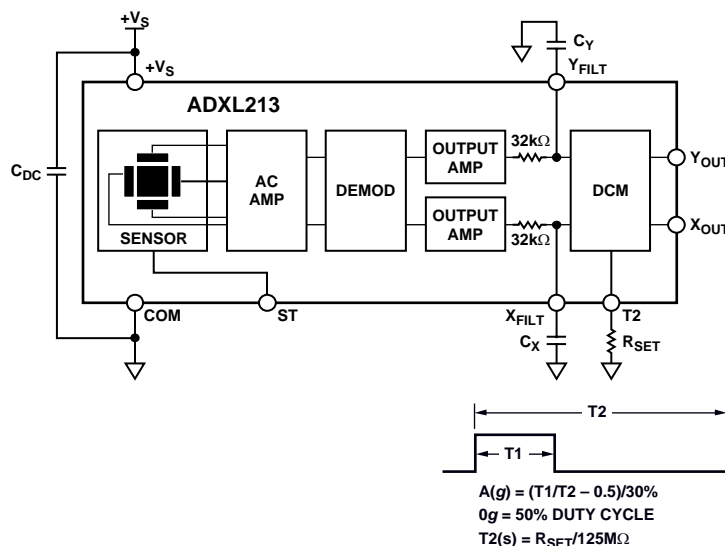 +VS
+VS
CY
YFILT
ADXL213
CDC
SENSOR
AC
AMP
DEMOD
OUTPUT
AMP
32kΩ
OUTPUT
AMP
32kΩ
DCM
YOUT
XOUT
COM
ST
XFILT
T2
CX
RSET
T2
T1
A(g) = (T1/T2 – 0.5)/30%
0g = 50% DUTY CYCLE
T2(s) = RSET/125MΩ